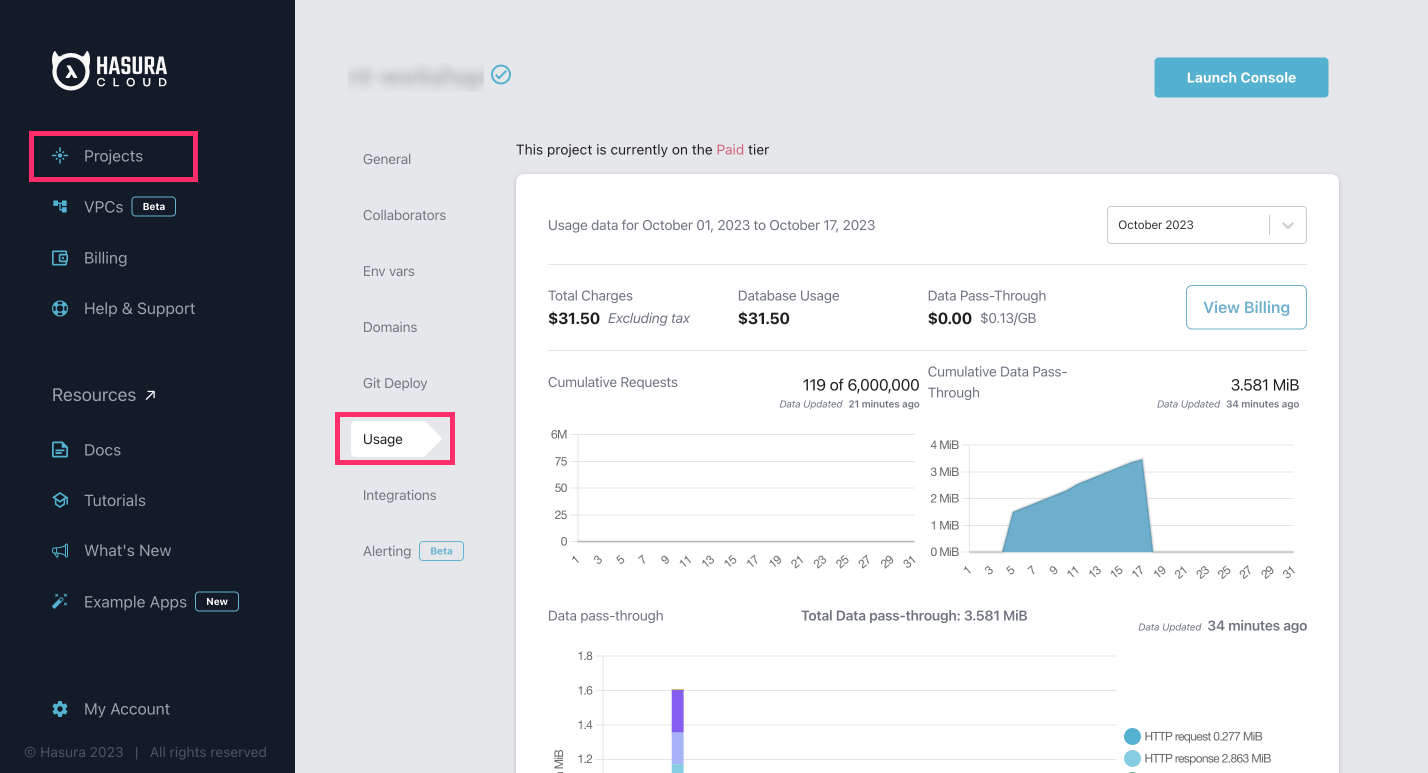 HASURA
CLOUD
Projects
VPCs Beta
Billing
Help & Support
Resources
Docs
Tutorials
What's New
Example Apps New
My Account
© Hasura 2023 | All rights reserved
Launch Console
General
Collaborators
Env vars
Domains
Git Deploy
Usage
Integrations
Alerting Beta
This project is currently on the Paid tier
Usage data for October 01, 2023 to October 17, 2023
October 2023
Total Charges
$31.50 Excluding tax
Database Usage
$31.50
Data Pass-Through
$0.00 $0.13/GB
View Billing
Cumulative Requests
119 of 6,000,000
Data Updated 21 minutes ago
6M
75
50
25
0
1 3 5 7 9 11 13 15 17 19 21 23 25 27 29 31
Cumulative Data Pass-
Through
3.581 MiB
Data Updated 34 minutes ago
4 MiB
3 MiB
2 MiB
1 MiB
0 MiB
1 3 5 7 9 11 13 15 17 19 21 23 25 27 29 31
Data pass-through
Total Data pass-through: 3.581 MiB
Data Updated 34 minutes ago
1.8
1.6
1.4
1.2
MiB
HTTP request 0.277 MiB
HTTP response 2.863 MiB